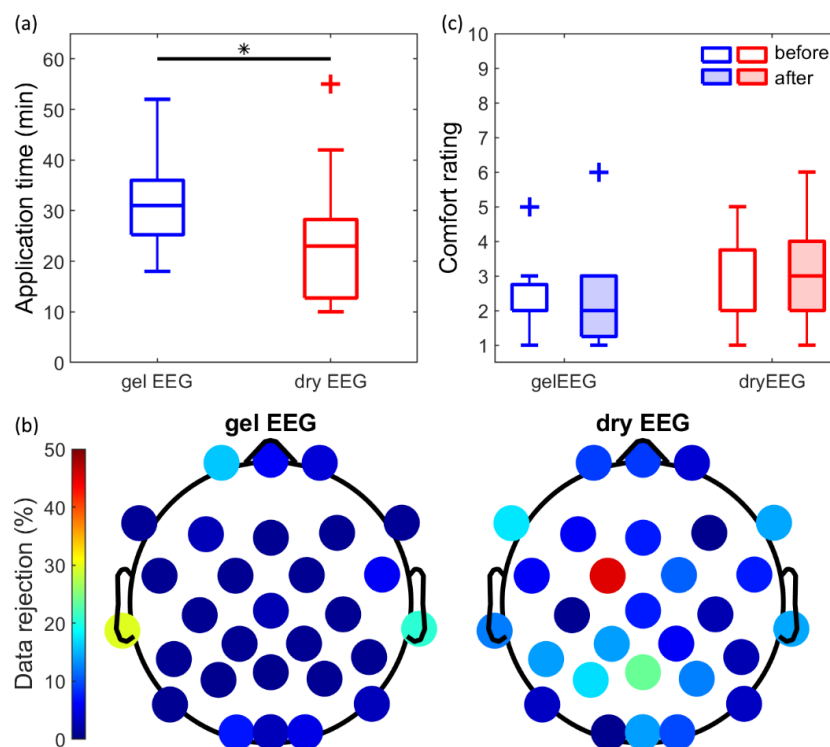 (a)
Application time (min)
60
50
40
30
20
10
0
*
gel EEG
dry EEG
(c)
Comfort rating
10
9
8
7
6
5
4
3
2
1
before
after
gelEEG
dryEEG
(b)
Data rejection (%)
50
40
30
20
10
0
gel EEG
dry EEG